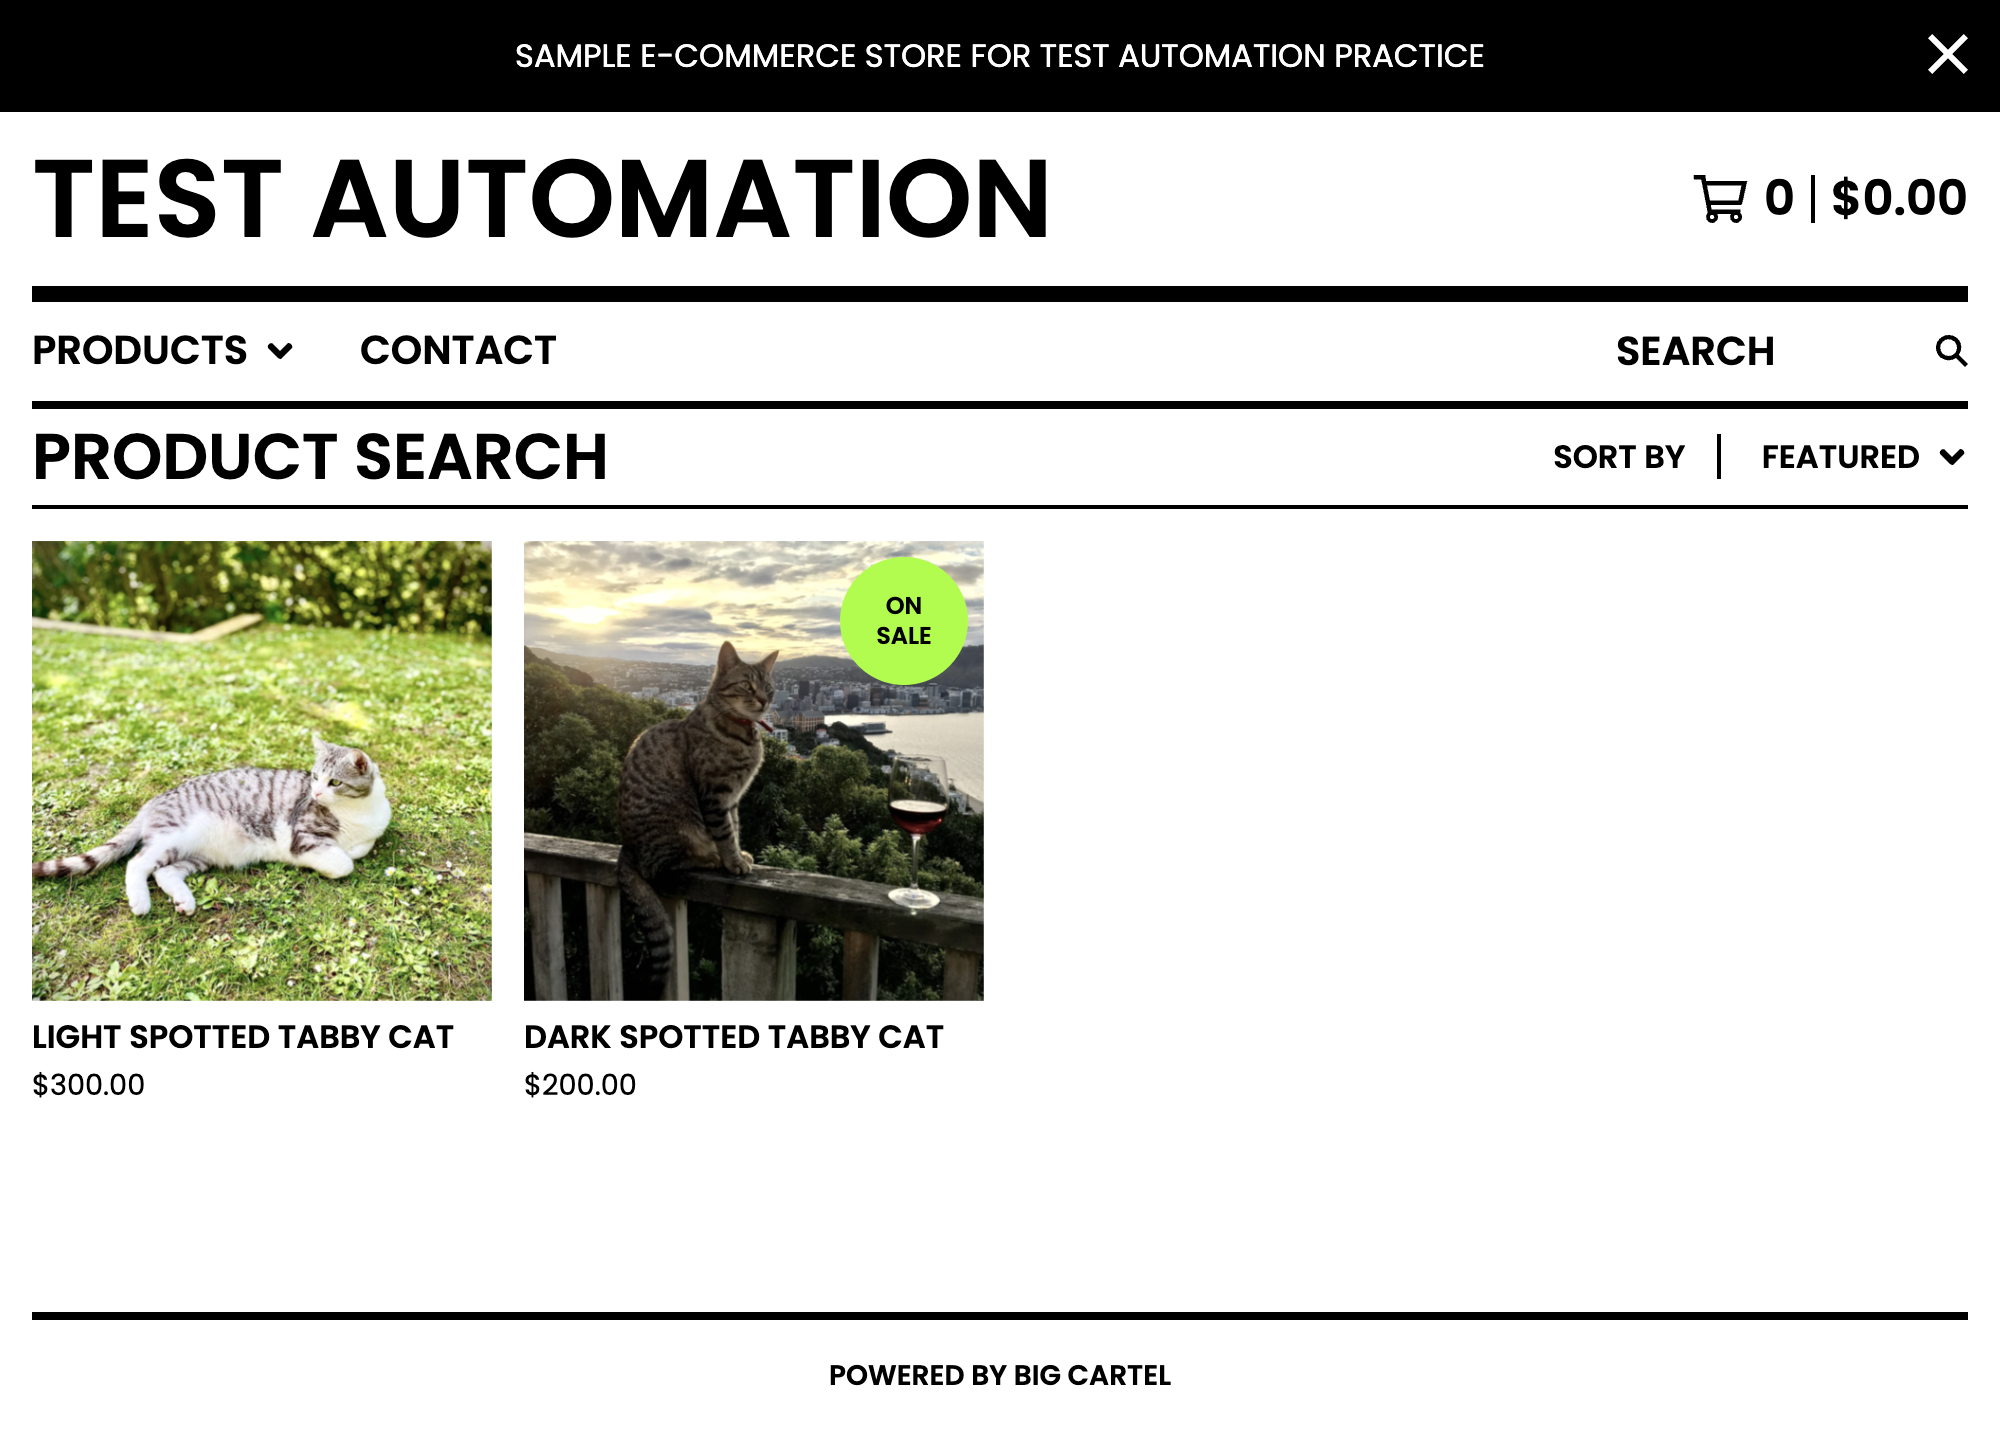 SAMPLE E-COMMERCE STORE FOR TEST AUTOMATION PRACTICE
TEST AUTOMATION
0 | $0.00
PRODUCTS
CONTACT
SEARCH
PRODUCT SEARCH
SORT BY
FEATURED
ON
SALE
LIGHT SPOTTED TABBY CAT
$300.00
DARK SPOTTED TABBY CAT
$200.00
POWERED BY BIG CARTEL